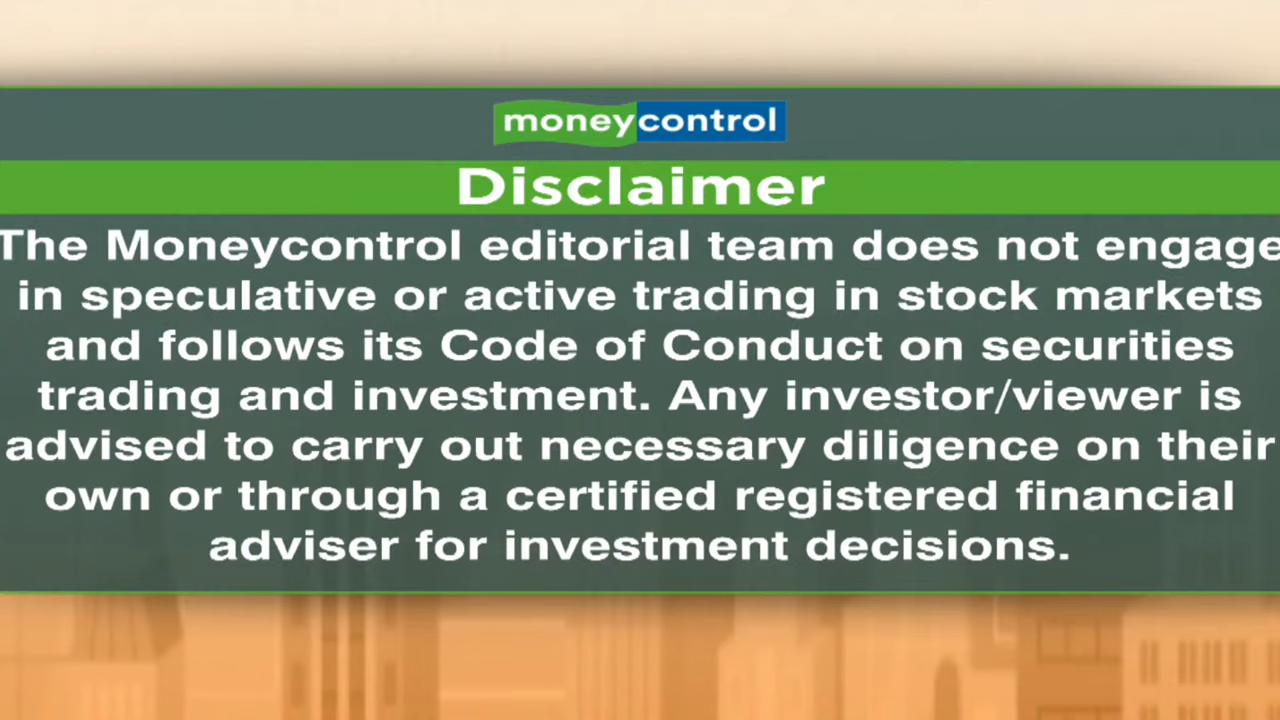 moneycontrol
Disclaimer
The Moneycontrol editorial team does not engage
in speculative or active trading in stock markets
and follows its Code of Conduct on securities
trading and investment. Any investor/viewer is
advised to carry out necessary diligence on their
own or through a certified registered financial
adviser for investment decisions.